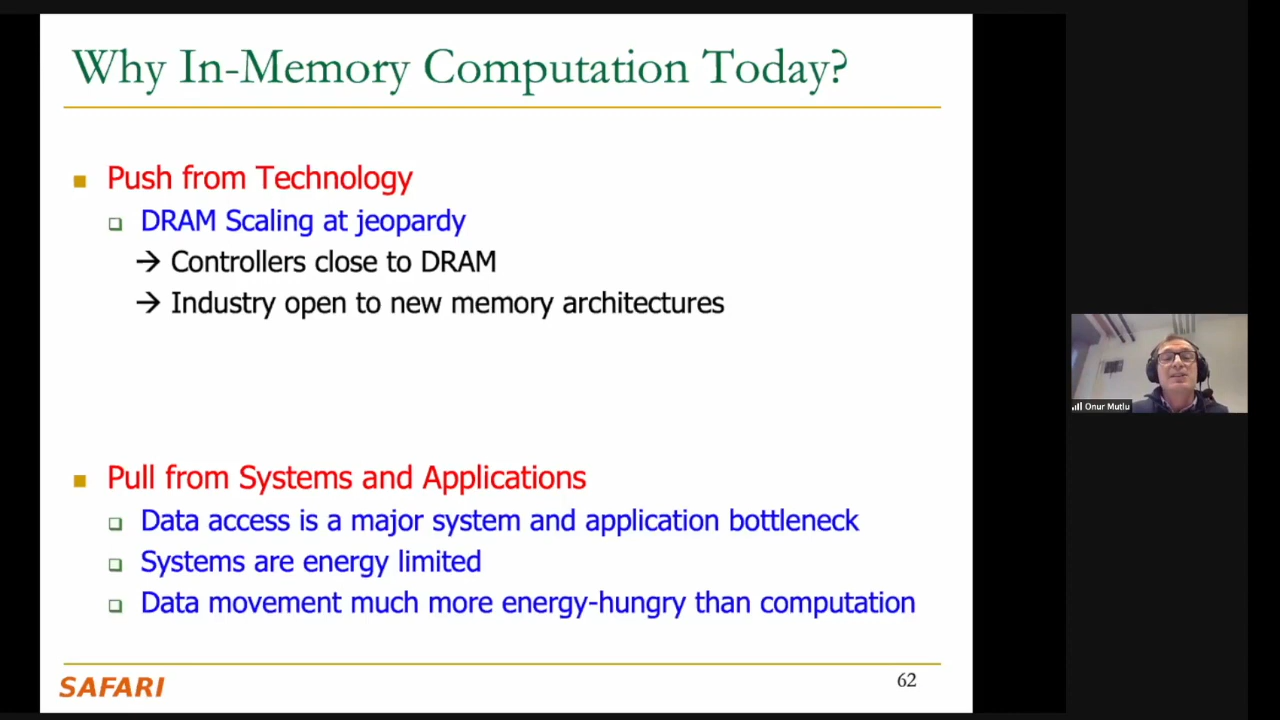 Why In-Memory Computation Today?
Push from Technology
DRAM Scaling at jeopardy
→ Controllers close to DRAM
→ Industry open to new memory architectures
Pull from Systems and Applications
Data access is a major system and application bottleneck
Systems are energy limited
Data movement much more energy-hungry than computation
SAFARI
62
Onur Mutlu